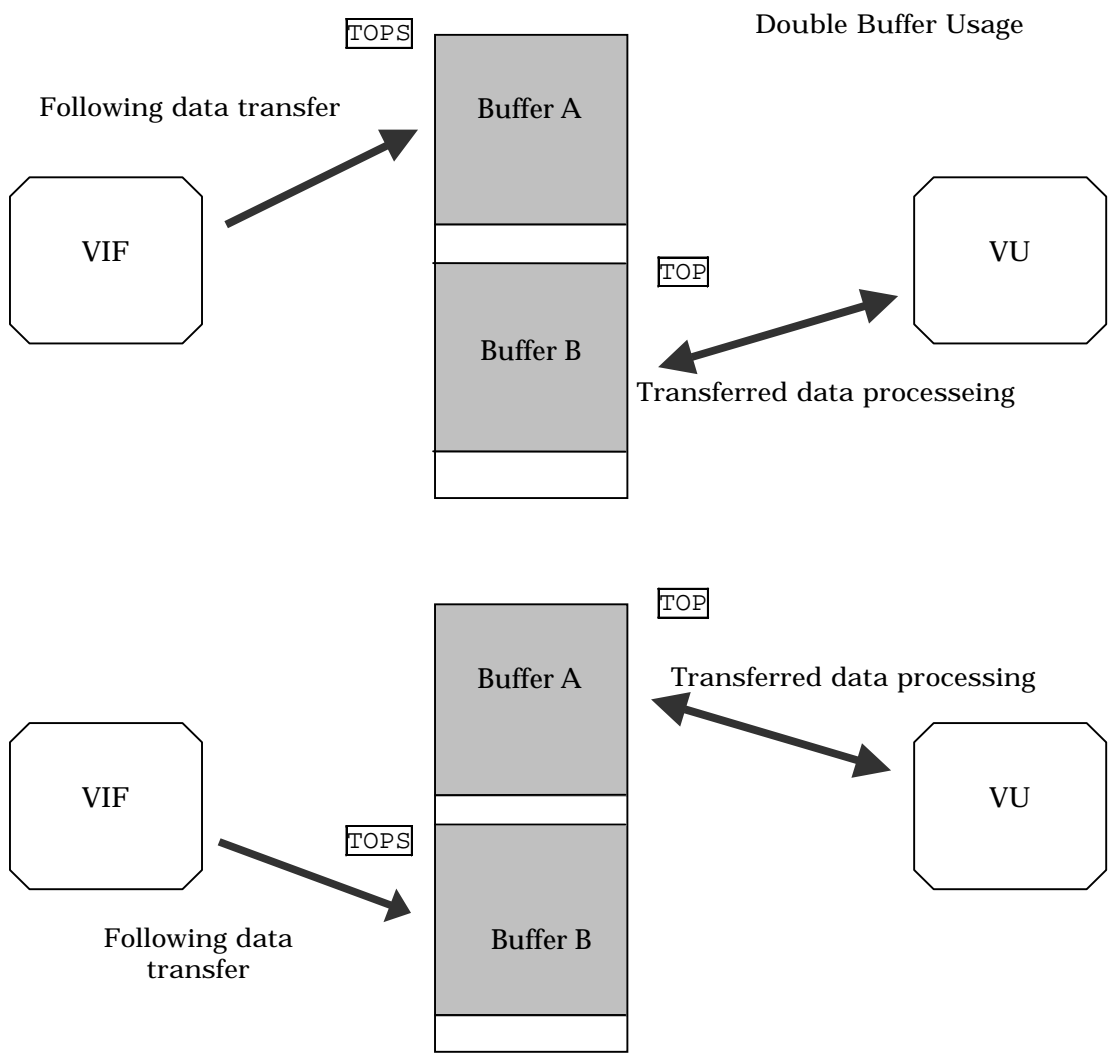 Double Buffer Usage
TOPS
Buffer A
Following data transfer
VIF
VU
TOP
Buffer B
Transferred data processeing
TOP
Buffer A
Transferred data processing
VIF
VU
TOPS
Following data
transfer
Buffer B